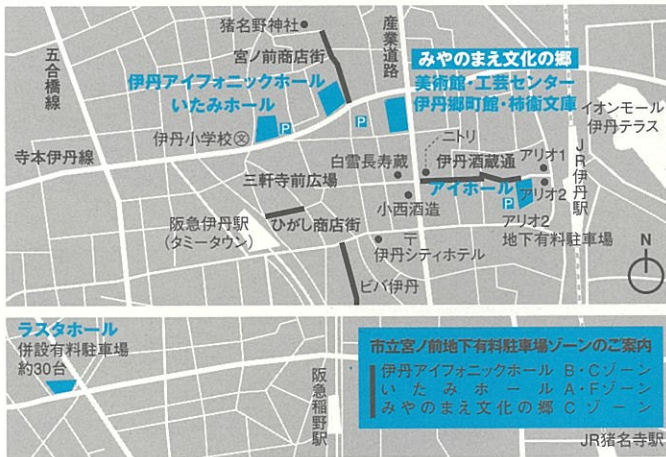 猪名野神社
宮ノ前商店街
産業道路
五合橋線
みやのまえ文化の郷
美術館・工芸センター
伊丹郷町館・柿衞文庫
伊丹アイフォニックホール
いたみホール
P
P
イオンモール
伊丹テラス
伊丹小学校文
ニトリ
寺本伊丹線
白雪長寿蔵
伊丹酒蔵通
アリオ1
JR伊丹駅
三軒寺前広場
アイホール
P
アリオ2
小西酒造
阪急伊丹駅
(タミータウン)
ひがし商店街
アリオ2
地下有料駐車場
〒
伊丹シティホテル
N
ビバ伊丹
ラスタホール
併設有料駐車場
約30台
阪急稲野駅
市立宮ノ前地下有料駐車場ゾーンのご案内
伊丹アイフォニックホール B・Cゾーン
いたみホール A・Fゾーン
みやのまえ文化の郷 Cゾーン
JR猪名寺駅